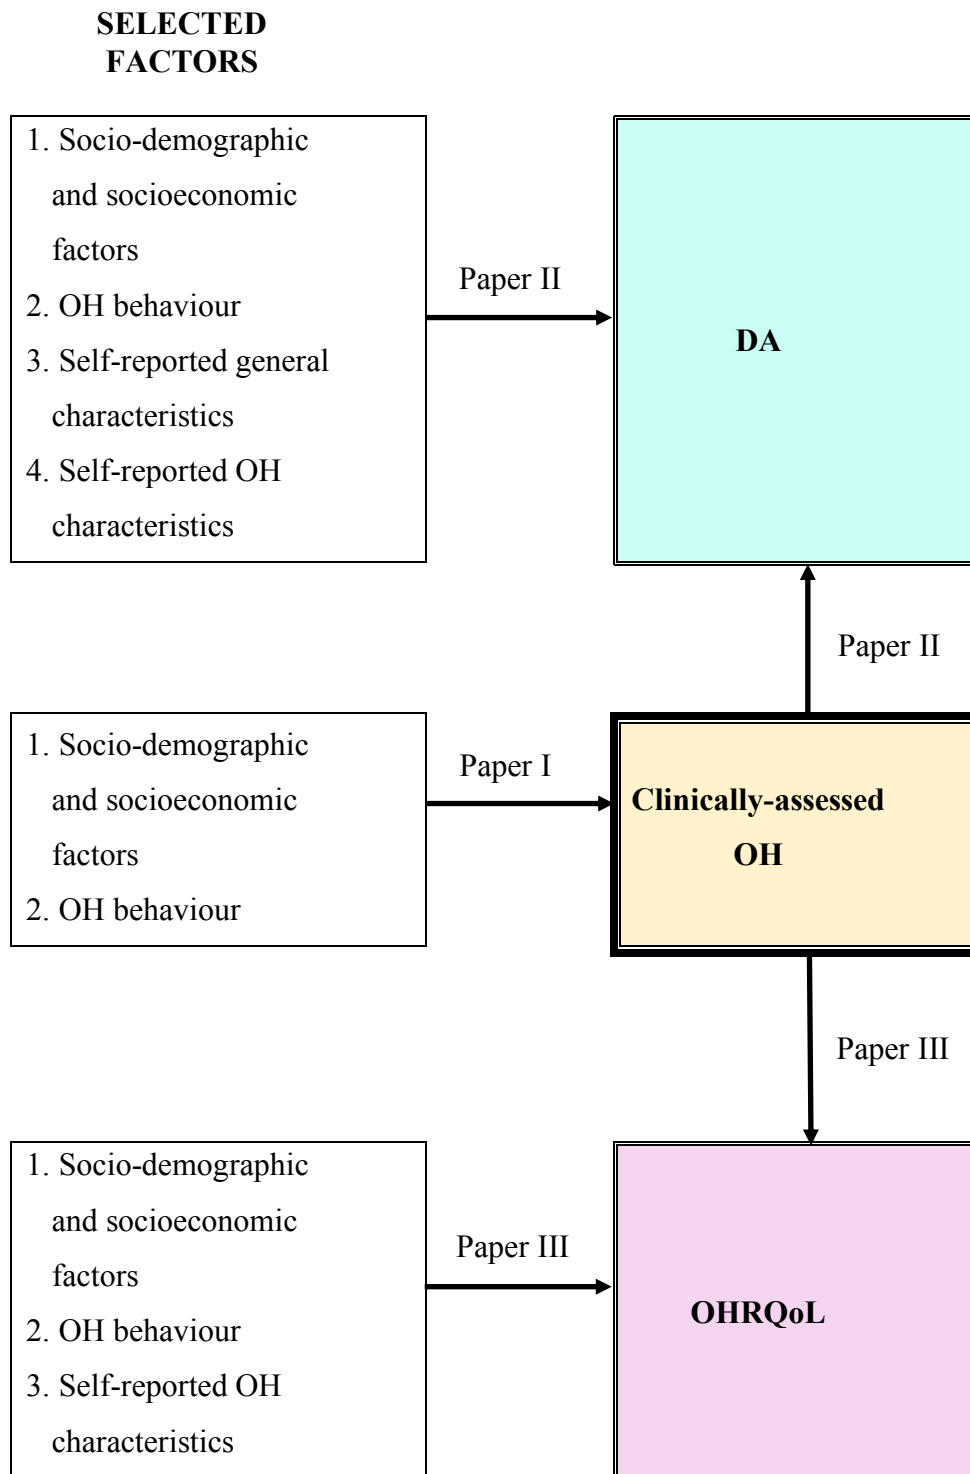 SELECTED
FACTORS
1. Socio-demographic
and socioeconomic
factors
2. OH behaviour
3. Self-reported general
characteristics
4. Self-reported OH
characteristics
Paper II
DA
Paper II
1. Socio-demographic
and socioeconomic
factors
2. OH behaviour
Paper I
Clinically-assessed
OH
Paper III
1. Socio-demographic
and socioeconomic
factors
2. OH behaviour
3. Self-reported OH
characteristics
Paper III
OHRQoL